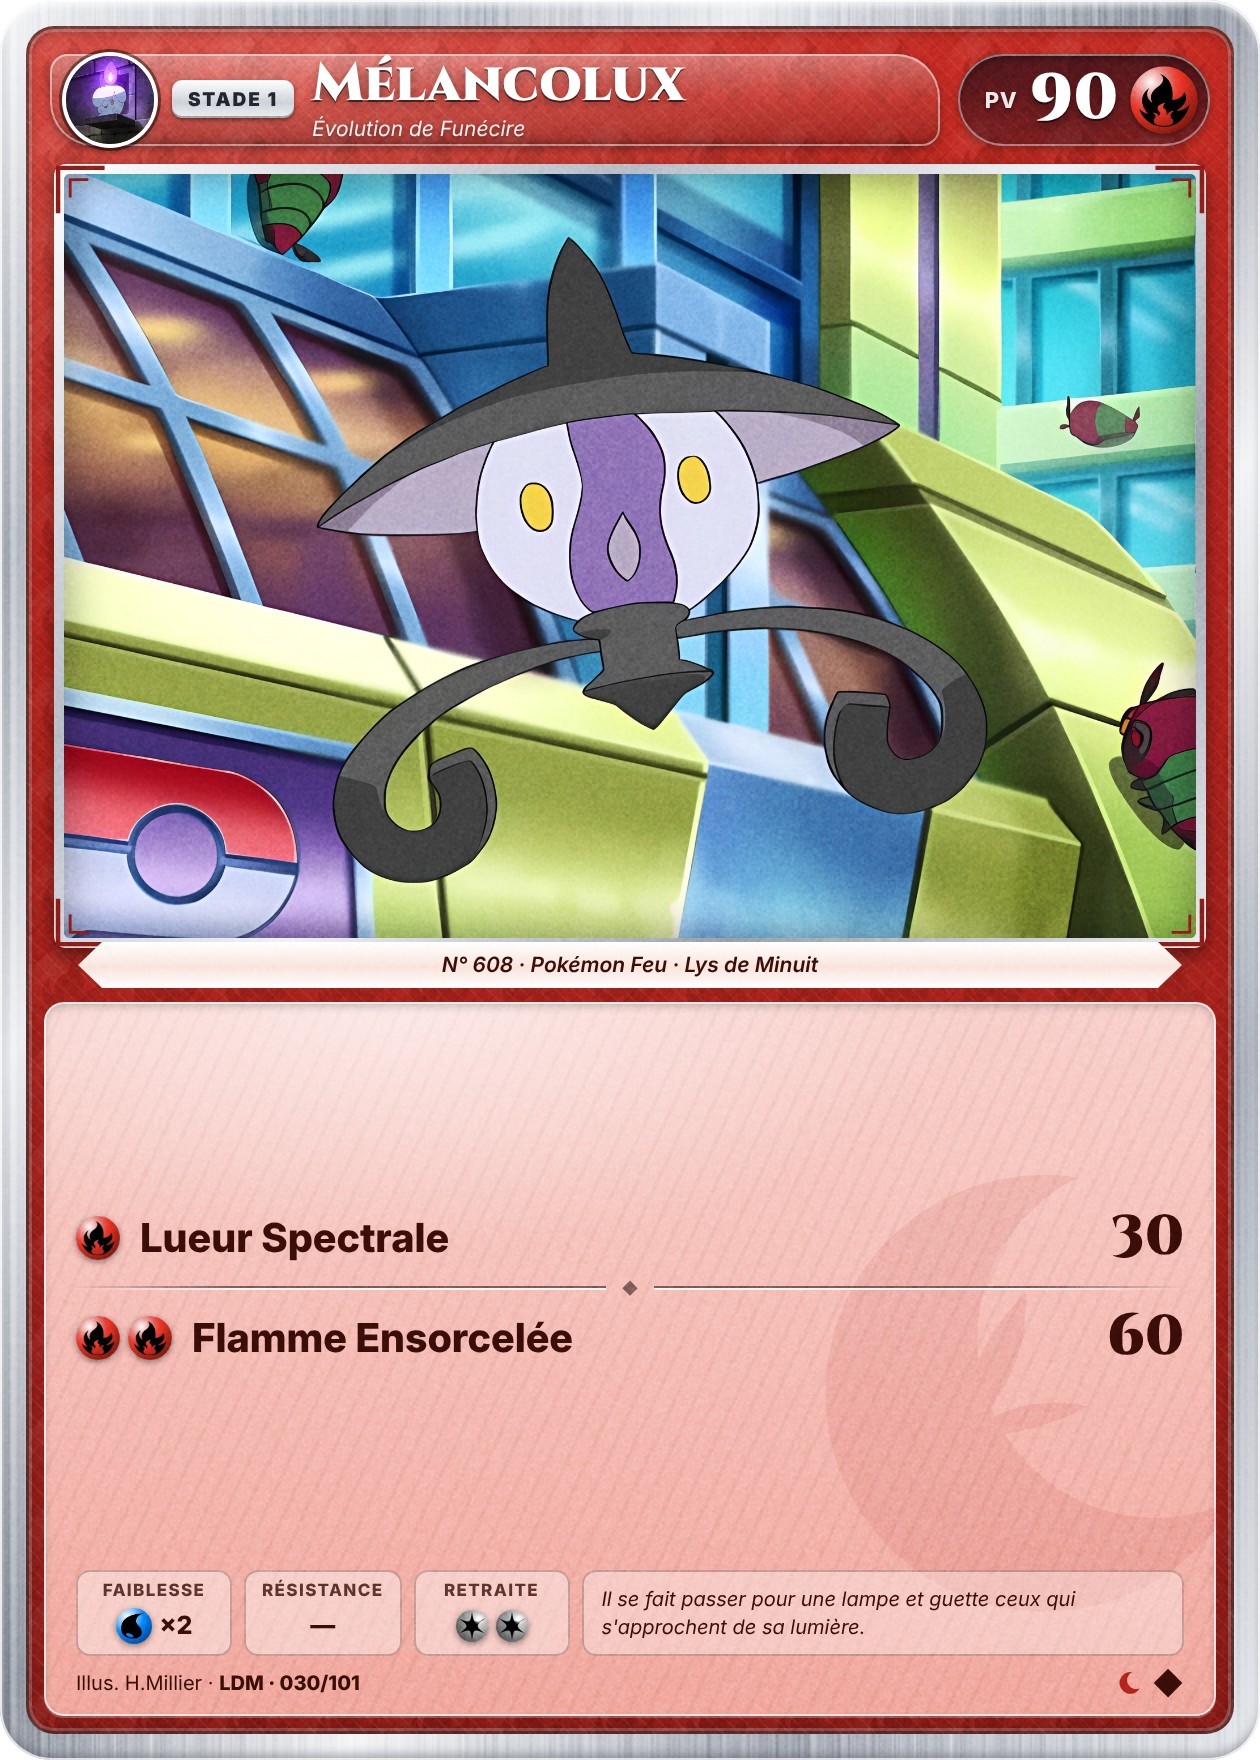 STADE 1
MÉLANCOLUX
Évolution de Funécire
PV 90
N° 608 · Pokémon Feu · Lys de Minuit
Lueur Spectrale 30
Flamme Ensorcelée 60
FAIBLESSE
×2
RÉSISTANCE
—
RETRAITE
Il se fait passer pour une lampe et guette ceux qui
s'approchent de sa lumière.
Illus. H.Millier · LDM · 030/101